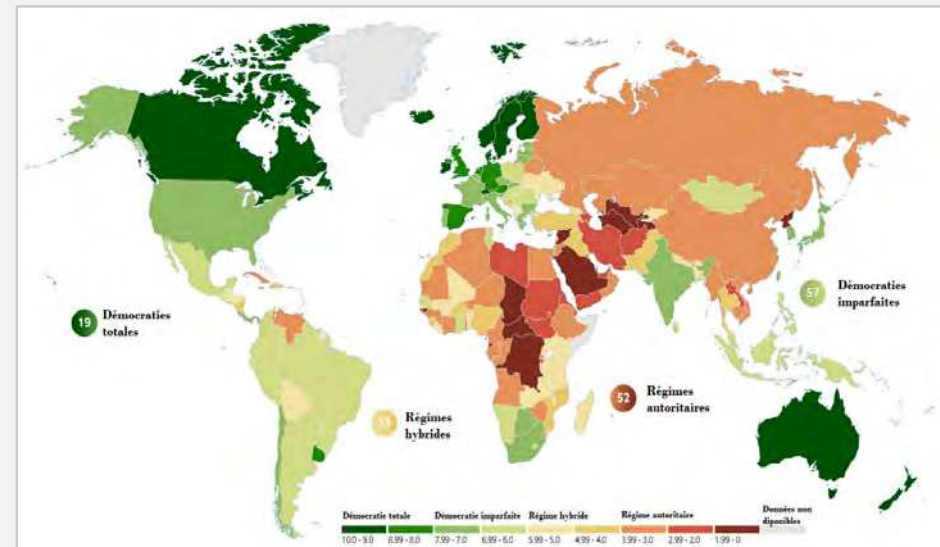 19 Démocraties
totales
57 Démocraties
imparfaites
52 Régimes
autoritaires
Régimes
hybrides
Démocratie totale Démocratie imparfaite Régime hybride Régime autoritaire Données non
diponibles
10.0 - 9.0 8.99 - 8.0 7.99 - 7.0 6.99 - 6.0 5.99 - 5.0 4.99 - 4.0 3.99 - 3.0 2.99 - 2.0 1.99 - 0